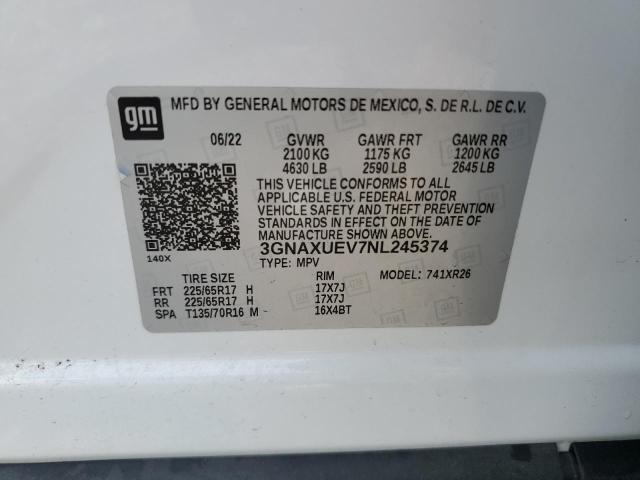 gm
MFD BY GENERAL MOTORS DE MEXICO, S. DE R.L. DE C.V.
06/22 GVWR GAWR FRT GAWR RR
2100 KG 1175 KG 1200 KG
4630 LB 2590 LB 2645 LB
THIS VEHICLE CONFORMS TO ALL
APPLICABLE U.S. FEDERAL MOTOR
VEHICLE SAFETY AND THEFT PREVENTION
STANDARDS IN EFFECT ON THE DATE OF
MANUFACTURE SHOWN ABOVE.
3GNAXUEV7NL245374
140X TYPE: MPV
TIRE SIZE RIM MODEL: 741XR26
FRT 225/65R17 H 17X7J
RR 225/65R17 H 17X7J
SPA T135/70R16 M 16X4BT